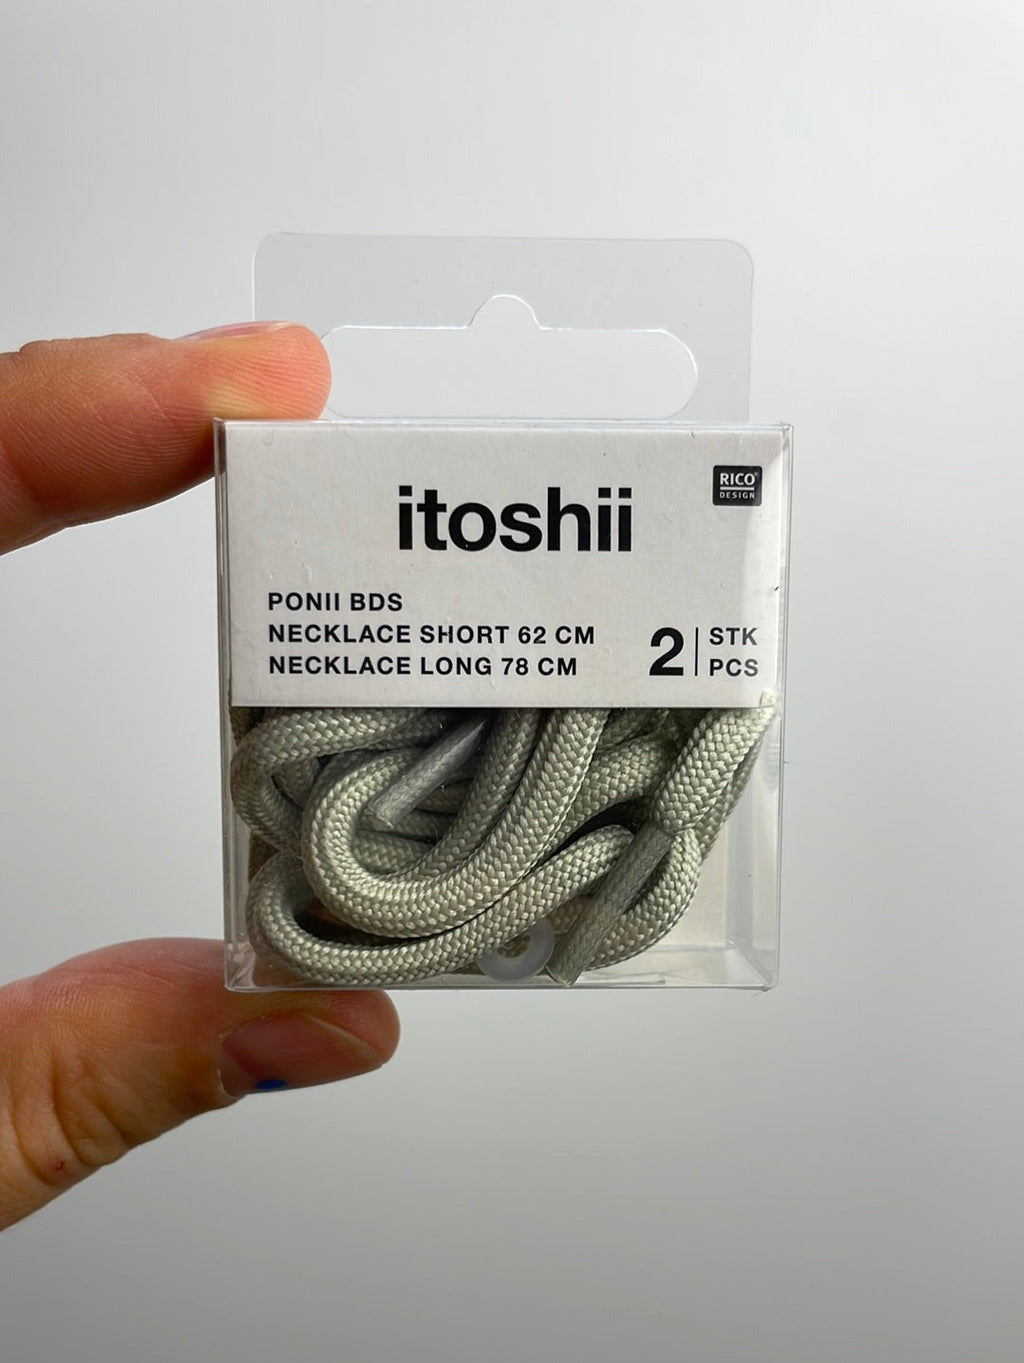 RICO
DESIGN
itoshii
PONII BDS
NECKLACE SHORT 62 CM
NECKLACE LONG 78 CM
2 STK
PCS